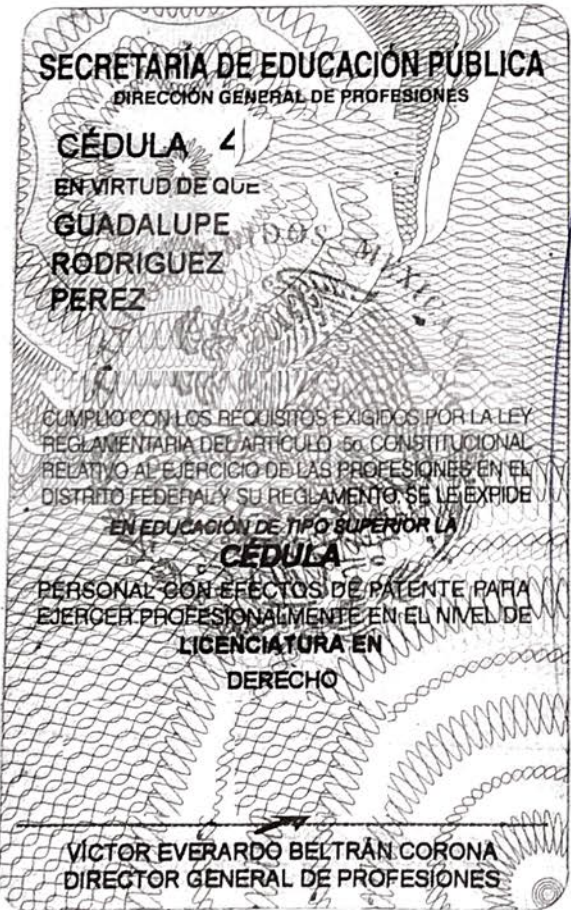 SECRETARÍA DE EDUCACIÓN PÚBLICA
DIRECCIÓN GENERAL DE PROFESIONES
CÉDULA 4
EN VIRTUD DE QUE
GUADALUPE
RODRIGUEZ
PEREZ
IDOS MEXICA
CUMPLIO CON LOS REQUISITOS EXIGIDOS POR LA LEY
REGLAMENTARIA DEL ARTÍCULO 5o. CONSTITUCIONAL
RELATIVO AL EJERCICIO DE LAS PROFESIONES EN EL
DISTRITO FEDERAL Y SU REGLAMENTO, SE LE EXPIDE
EN EDUCACIÓN DE TIPO SUPERIOR LA
CÉDULA
PERSONAL CON EFECTOS DE PATENTE PARA
EJERCER PROFESIONALMENTE EN EL NIVEL DE
LICENCIATURA EN
DERECHO
VÍCTOR EVERARDO BELTRÁN CORONA
DIRECTOR GENERAL DE PROFESIONES